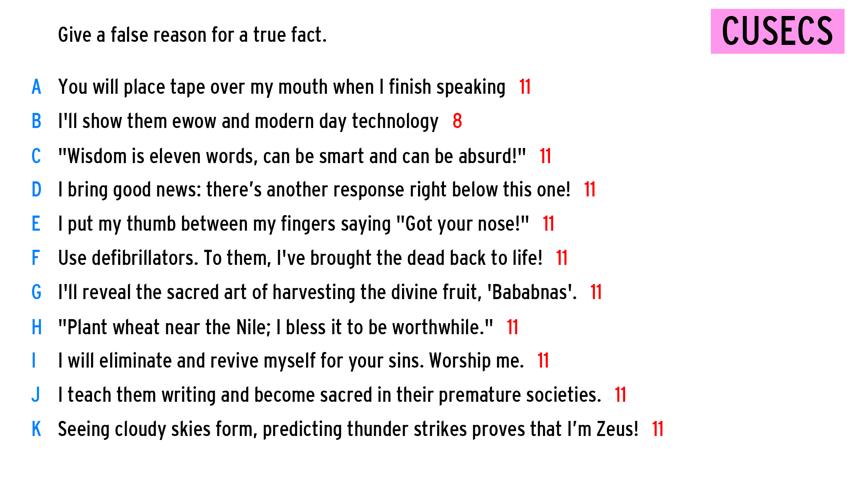 Give a false reason for a true fact.
CUSECS
A You will place tape over my mouth when I finish speaking 11
B I'll show them ewow and modern day technology 8
C "Wisdom is eleven words, can be smart and can be absurd!" 11
D I bring good news: there's another response right below this one! 11
E I put my thumb between my fingers saying "Got your nose!" 11
F Use defibrillators. To them, I've brought the dead back to life! 11
G I'll reveal the sacred art of harvesting the divine fruit, 'Bababnas'. 11
H "Plant wheat near the Nile; I bless it to be worthwhile." 11
I I will eliminate and revive myself for your sins. Worship me. 11
J I teach them writing and become sacred in their premature societies. 11
K Seeing cloudy skies form, predicting thunder strikes proves that I'm Zeus! 11